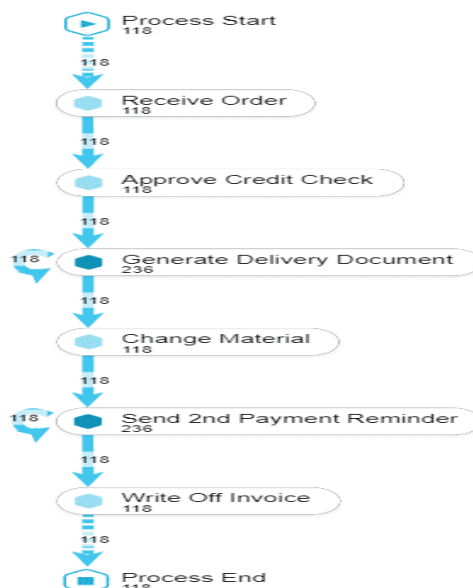 Process Start
118
118
Receive Order
118
118
Approve Credit Check
118
118
118
Generate Delivery Document
236
118
Change Material
118
118
118
Send 2nd Payment Reminder
236
118
Write Off Invoice
118
118
Process End
118